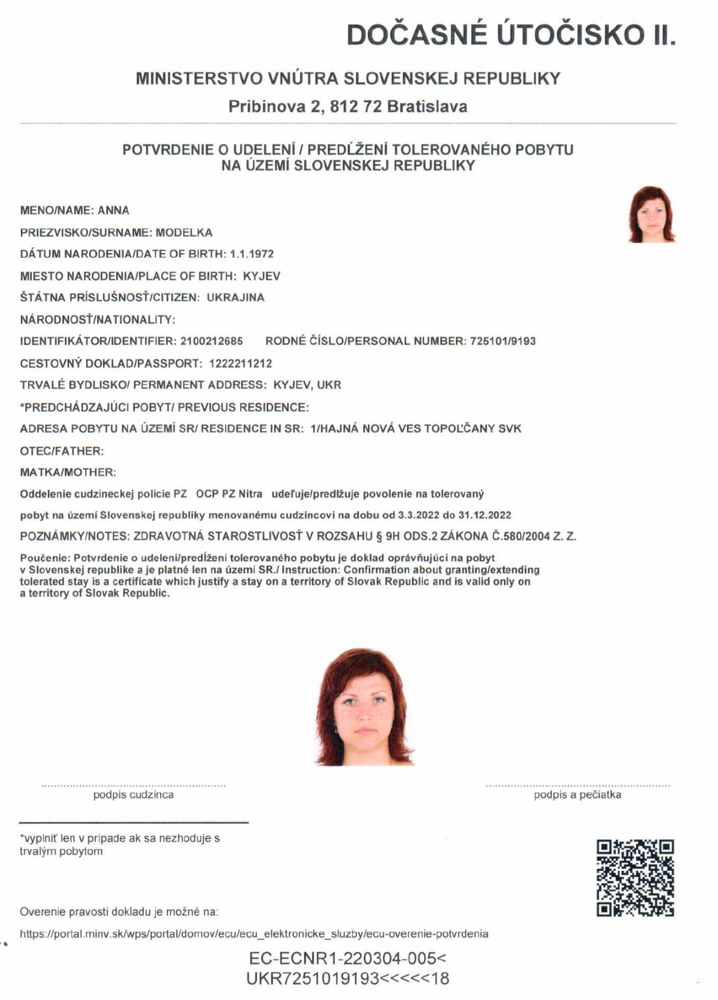 DOČASNÉ ÚTOČISKO II.
MINISTERSTVO VNÚTRA SLOVENSKEJ REPUBLIKY
Pribinova 2, 812 72 Bratislava
POTVRDENIE O UDELENÍ / PREDĹŽENÍ TOLEROVANÉHO POBYTU
NA ÚZEMÍ SLOVENSKEJ REPUBLIKY
MENO/NAME: ANNA
PRIEZVISKO/SURNAME: MODELKA
DÁTUM NARODENIA/DATE OF BIRTH: 1.1.1972
MIESTO NARODENIA/PLACE OF BIRTH: KYJEV
ŠTÁTNA PRÍSLUŠNOSŤ/CITIZEN: UKRAJINA
NÁRODNOSŤ/NATIONALITY:
IDENTIFIKÁTOR/IDENTIFIER: 2100212685 RODNÉ ČÍSLO/PERSONAL NUMBER: 725101/9193
CESTOVNÝ DOKLAD/PASSPORT: 1222211212
TRVALÉ BYDLISKO/ PERMANENT ADDRESS: KYJEV, UKR
*PREDCHÁDZAJÚCI POBYT/ PREVIOUS RESIDENCE:
ADRESA POBYTU NA ÚZEMÍ SR/ RESIDENCE IN SR: 1/HAJNÁ NOVÁ VES TOPOĽČANY SVK
OTEC/FATHER:
MATKA/MOTHER:
Oddelenie cudzineckej polície PZ OCP PZ Nitra udeľuje/predlžuje povolenie na tolerovaný
pobyt na území Slovenskej republiky menovanému cudzincovi na dobu od 3.3.2022 do 31.12.2022
POZNÁMKY/NOTES: ZDRAVOTNÁ STAROSTLIVOSŤ V ROZSAHU § 9H ODS.2 ZÁKONA Č.580/2004 Z. Z.
Poučenie: Potvrdenie o udelení/predĺžení tolerovaného pobytu je doklad oprávňujúci na pobyt
v Slovenskej republike a je platné len na území SR./ Instruction: Confirmation about granting/extending
tolerated stay is a certificate which justify a stay on a territory of Slovak Republic and is valid only on
a territory of Slovak Republic.
podpis cudzinca
podpis a pečiatka
*vyplniť len v prípade ak sa nezhoduje s
trvalým pobytom
Overenie pravosti dokladu je možné na:
https://portal.minv.sk/wps/portal/domov/ecu/ecu_elektronicke_sluzby/ecu-overenie-potvrdenia
EC-ECNR1-220304-005<
UKR7251019193<<<<<18